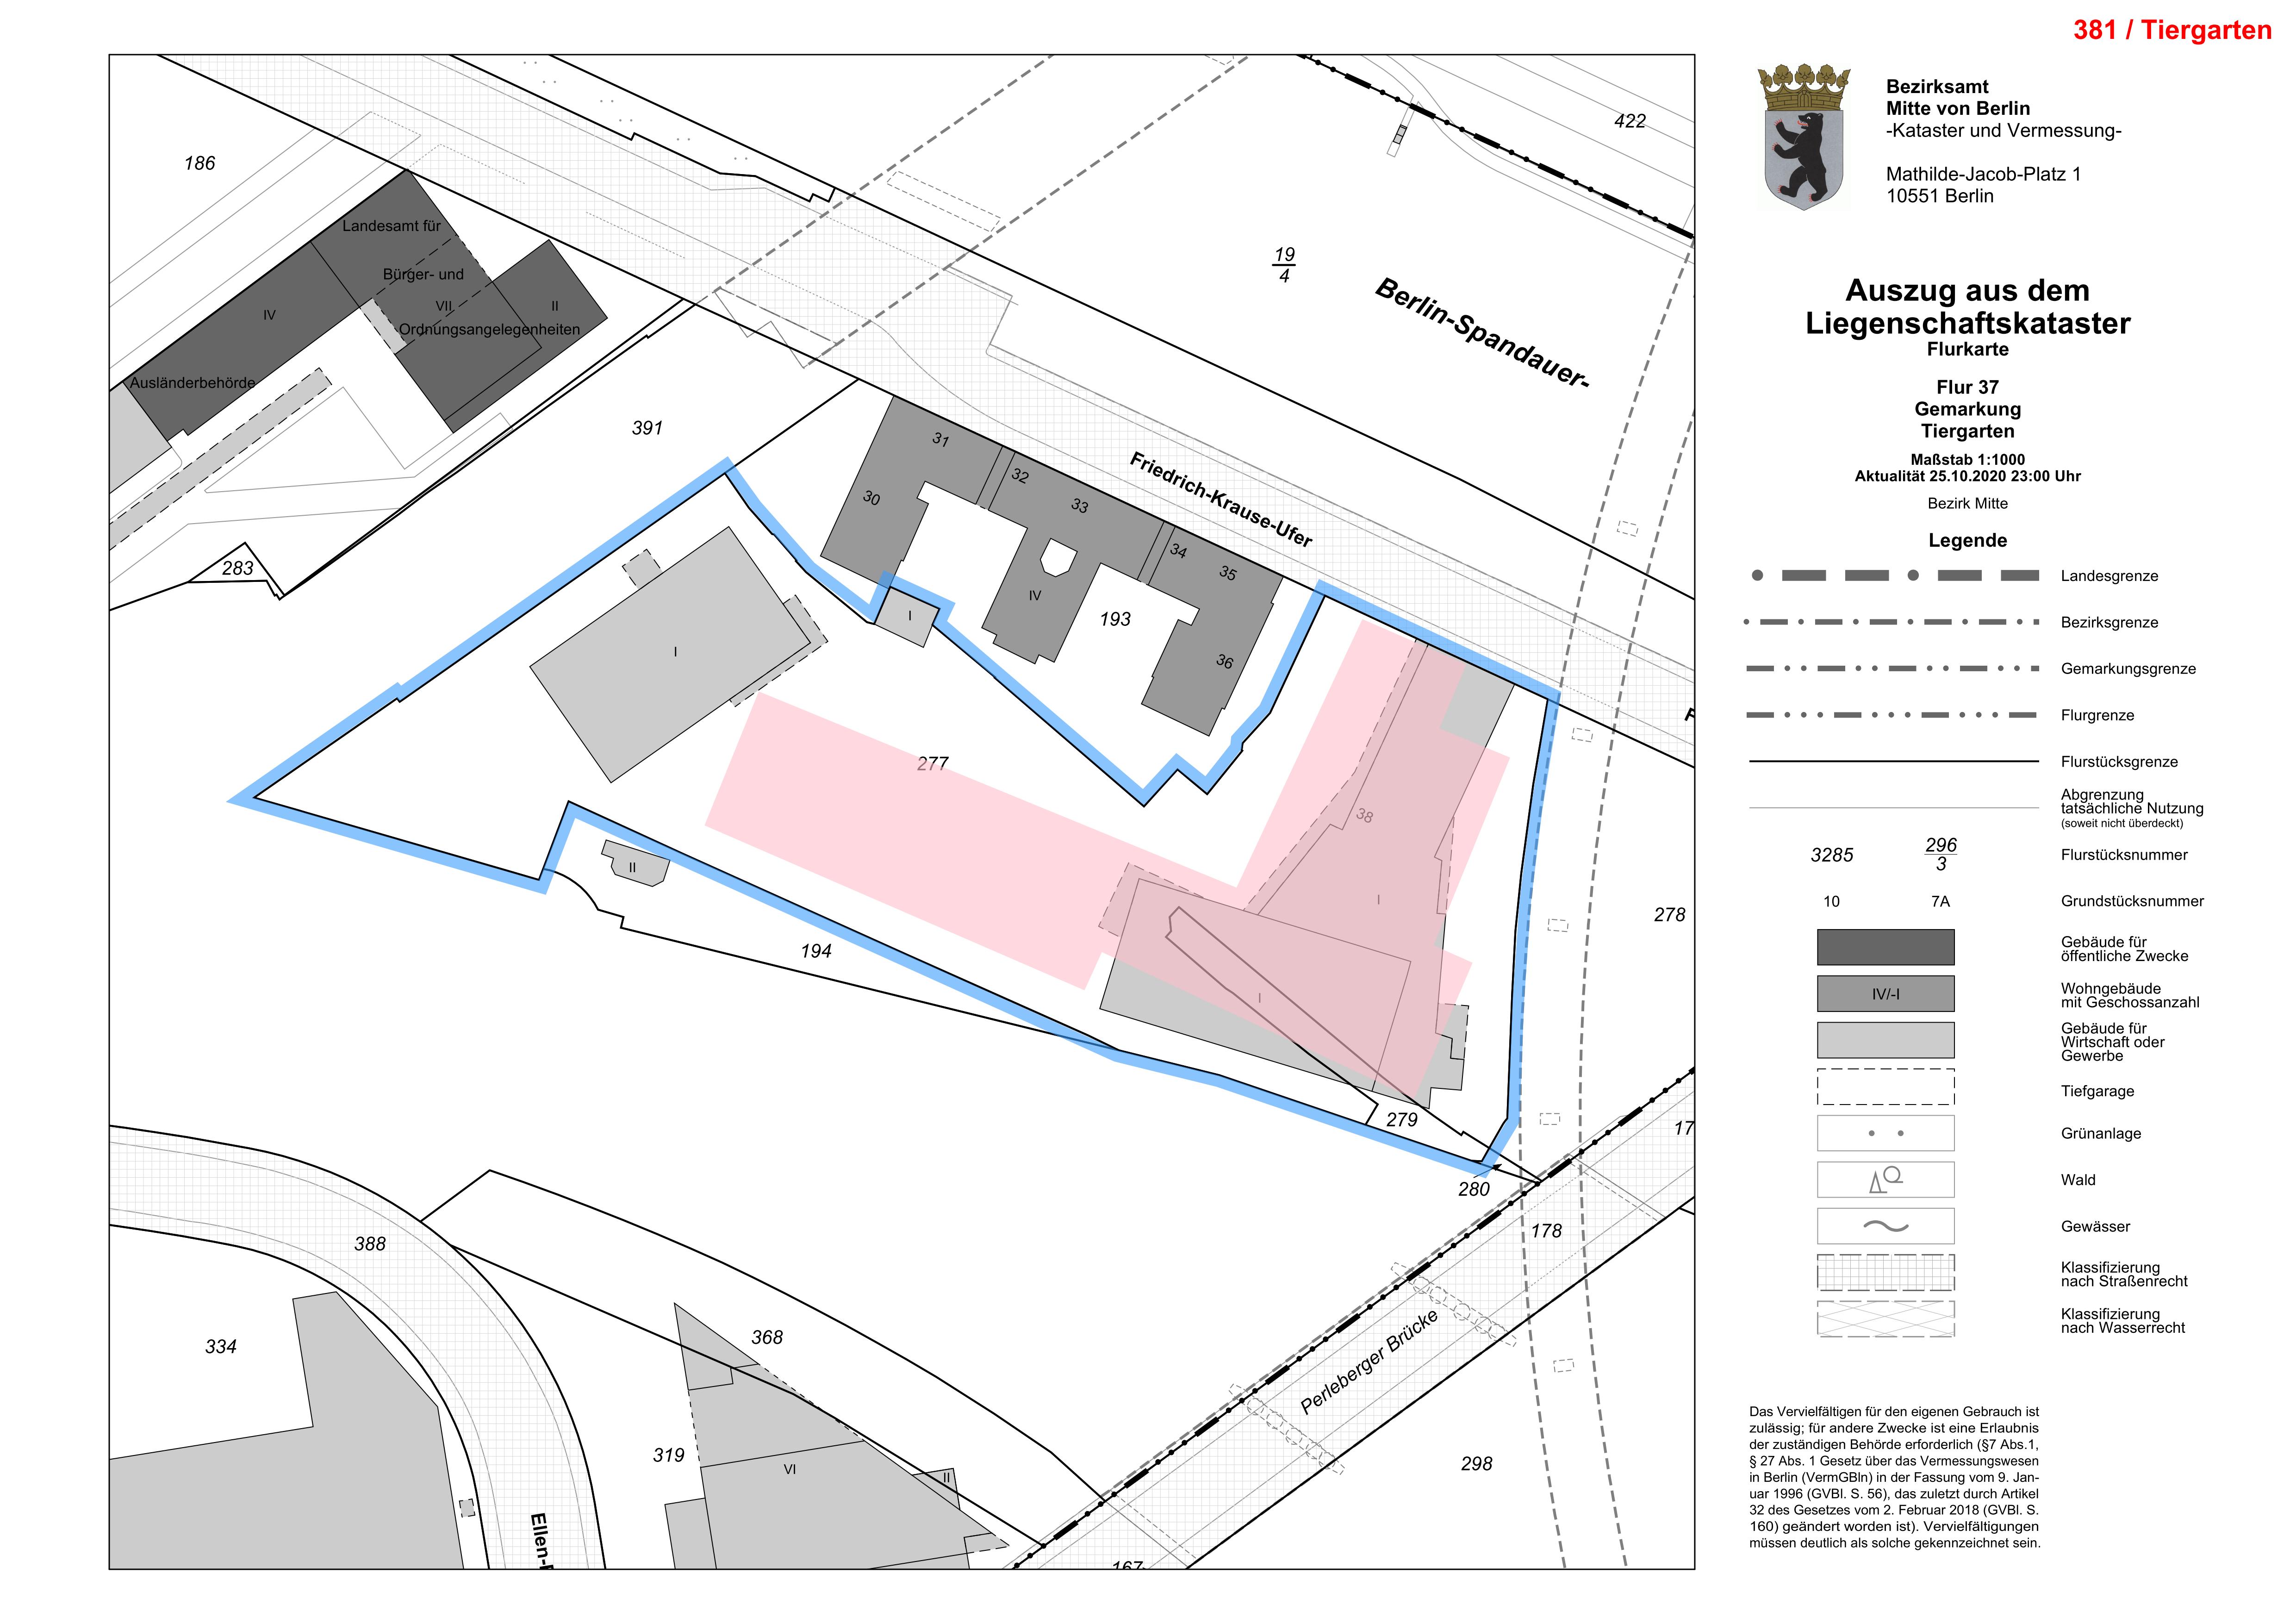 381 / Tiergarten
Bezirksamt
Mitte von Berlin
-Kataster und Vermessung-
Mathilde-Jacob-Platz 1
10551 Berlin
Auszug aus dem
Liegenschaftskataster
Flurkarte
Flur 37
Gemarkung
Tiergarten
Maßstab 1:1000
Aktualität 25.10.2020 23:00 Uhr
Bezirk Mitte
Legende
Landesgrenze
Bezirksgrenze
Gemarkungsgrenze
Flurgrenze
Flurstücksgrenze
Abgrenzung
tatsächliche Nutzung
(soweit nicht überdeckt)
3285
296
3
Flurstücksnummer
10
7A
Grundstücksnummer
Gebäude für
öffentliche Zwecke
IV/-I
Wohngebäude
mit Geschossanzahl
Gebäude für
Wirtschaft oder
Gewerbe
Tiefgarage
Grünanlage
Wald
Gewässer
Klassifizierung
nach Straßenrecht
Klassifizierung
nach Wasserrecht
Das Vervielfältigen für den eigenen Gebrauch ist
zulässig; für andere Zwecke ist eine Erlaubnis
der zuständigen Behörde erforderlich (§7 Abs.1,
§ 27 Abs. 1 Gesetz über das Vermessungswesen
in Berlin (VermGBln) in der Fassung vom 9. Jan-
uar 1996 (GVBl. S. 56), das zuletzt durch Artikel
32 des Gesetzes vom 2. Februar 2018 (GVBl. S.
160) geändert worden ist). Vervielfältigungen
müssen deutlich als solche gekennzeichnet sein.
422
186
Landesamt für
19
4
Bürger- und
IV
VII
II
Ordnungsangelegenheiten
Berlin-Spandauer-
Ausländerbehörde
391
31
32
30
33
Friedrich-Krause-Ufer
34
35
283
IV
I
193
I
36
277
38
II
I
278
194
I
279
280
178
17
388
334
368
Perleberger Brücke
319
VI
II
298
Ellen-
167